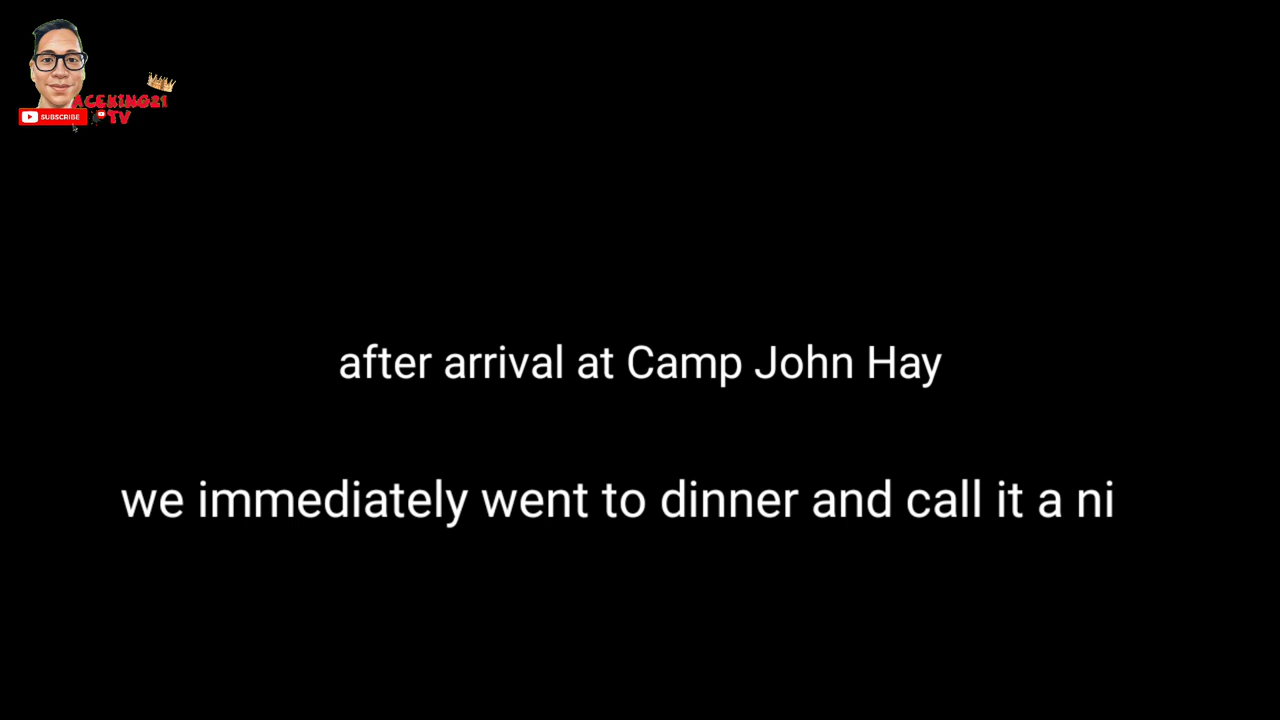 ACEKING21
SUBSCRIBE
TV
after arrival at Camp John Hay
we immediately went to dinner and call it a ni